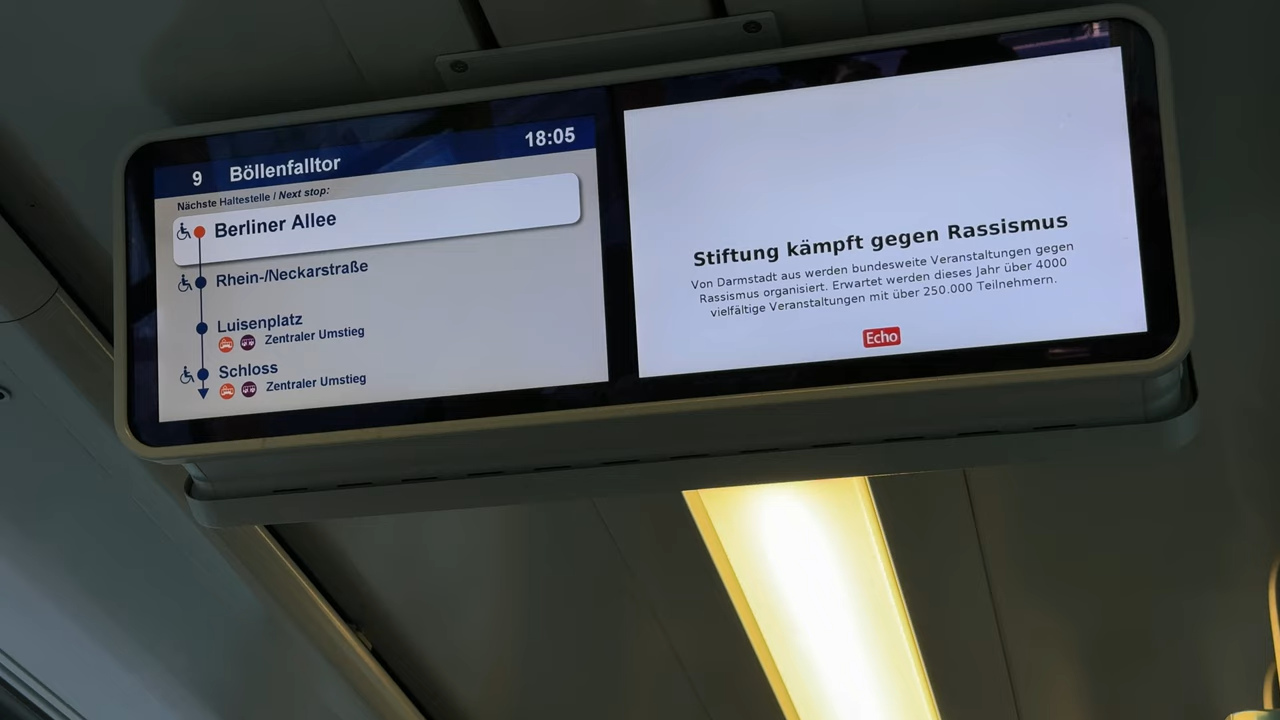 9 Böllenfalltor 18:05
Nächste Haltestelle / Next stop:
Berliner Allee
Rhein-/Neckarstraße
Luisenplatz
Zentraler Umstieg
Schloss
Zentraler Umstieg
Stiftung kämpft gegen Rassismus
Von Darmstadt aus werden bundesweite Veranstaltungen gegen
Rassismus organisiert. Erwartet werden dieses Jahr über 4000
vielfältige Veranstaltungen mit über 250.000 Teilnehmern.
Echo